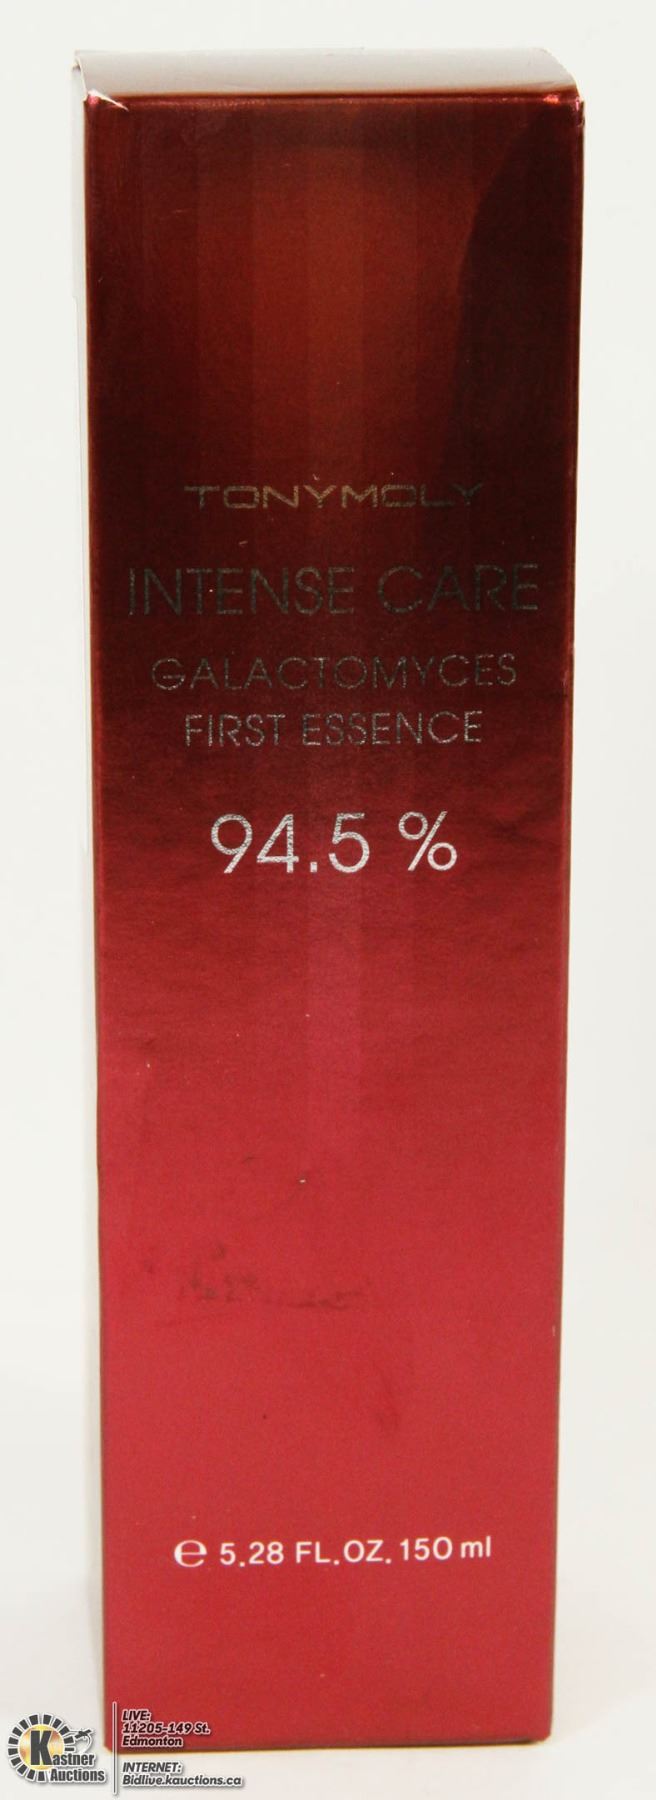 TONYMOLY
INTENSE CARE
GALACTOMYCES
FIRST ESSENCE
94.5 %
℮ 5.28 FL.OZ. 150 ml
Kastner
Auctions
LIVE:
11205-149 St.
Edmonton
INTERNET:
Bidlive.kauctions.ca